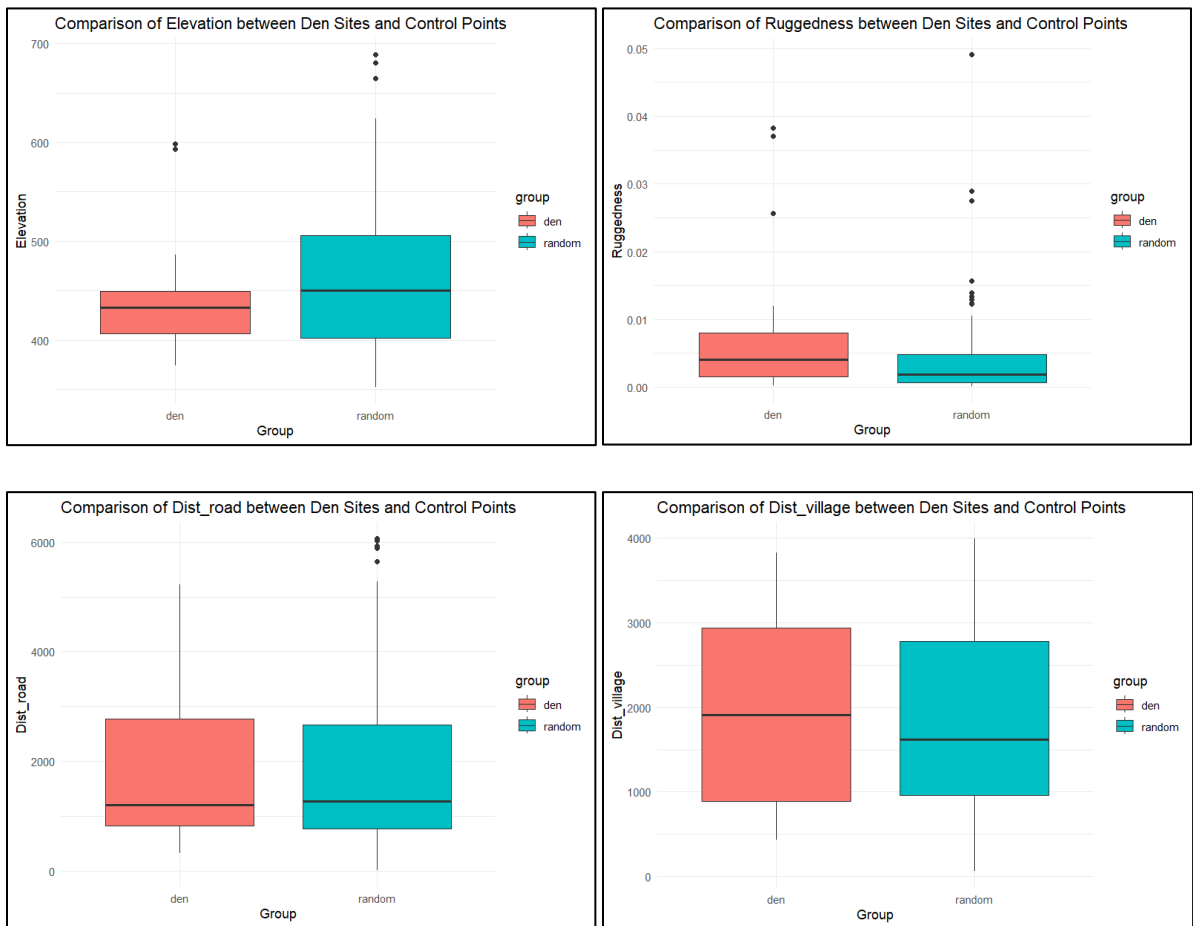 Comparison of Elevation between Den Sites and Control Points
700
600
500
400
Elevation
den
random
Group
group
den
random
Comparison of Ruggedness between Den Sites and Control Points
0.05
0.04
0.03
0.02
0.01
0.00
Ruggedness
den
random
Group
group
den
random
Comparison of Dist_road between Den Sites and Control Points
6000
4000
2000
0
Dist_road
den
random
Group
group
den
random
Comparison of Dist_village between Den Sites and Control Points
4000
3000
2000
1000
0
Dist_village
den
random
Group
group
den
random